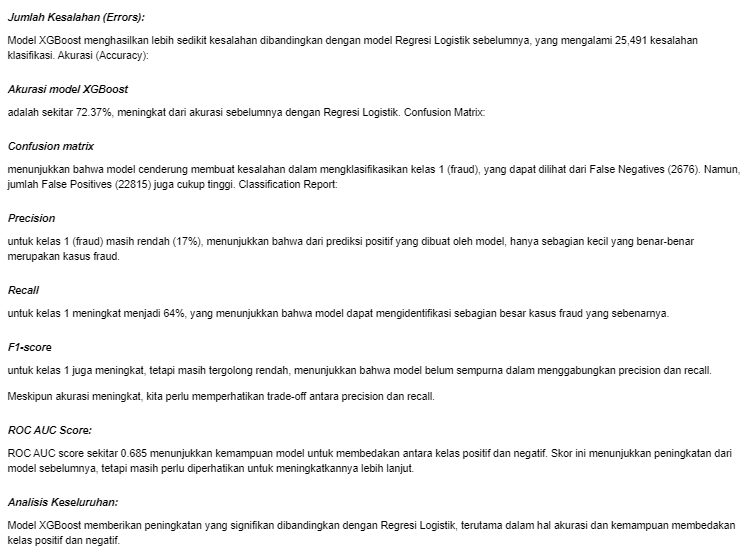 Jumlah Kesalahan (Errors):
Model XGBoost menghasilkan lebih sedikit kesalahan dibandingkan dengan model Regresi Logistik sebelumnya, yang mengalami 25,491 kesalahan
klasifikasi. Akurasi (Accuracy):
Akurasi model XGBoost
adalah sekitar 72.37%, meningkat dari akurasi sebelumnya dengan Regresi Logistik. Confusion Matrix:
Confusion matrix
menunjukkan bahwa model cenderung membuat kesalahan dalam mengklasifikasikan kelas 1 (fraud), yang dapat dilihat dari False Negatives (2676). Namun,
jumlah False Positives (22815) juga cukup tinggi. Classification Report:
Precision
untuk kelas 1 (fraud) masih rendah (17%), menunjukkan bahwa dari prediksi positif yang dibuat oleh model, hanya sebagian kecil yang benar-benar
merupakan kasus fraud.
Recall
untuk kelas 1 meningkat menjadi 64%, yang menunjukkan bahwa model dapat mengidentifikasi sebagian besar kasus fraud yang sebenarnya.
F1-score
untuk kelas 1 juga meningkat, tetapi masih tergolong rendah, menunjukkan bahwa model belum sempurna dalam menggabungkan precision dan recall.
Meskipun akurasi meningkat, kita perlu memperhatikan trade-off antara precision dan recall.
ROC AUC Score:
ROC AUC score sekitar 0.685 menunjukkan kemampuan model untuk membedakan antara kelas positif dan negatif. Skor ini menunjukkan peningkatan dari
model sebelumnya, tetapi masih perlu diperhatikan untuk meningkatkannya lebih lanjut.
Analisis Keseluruhan:
Model XGBoost memberikan peningkatan yang signifikan dibandingkan dengan Regresi Logistik, terutama dalam hal akurasi dan kemampuan membedakan
kelas positif dan negatif.